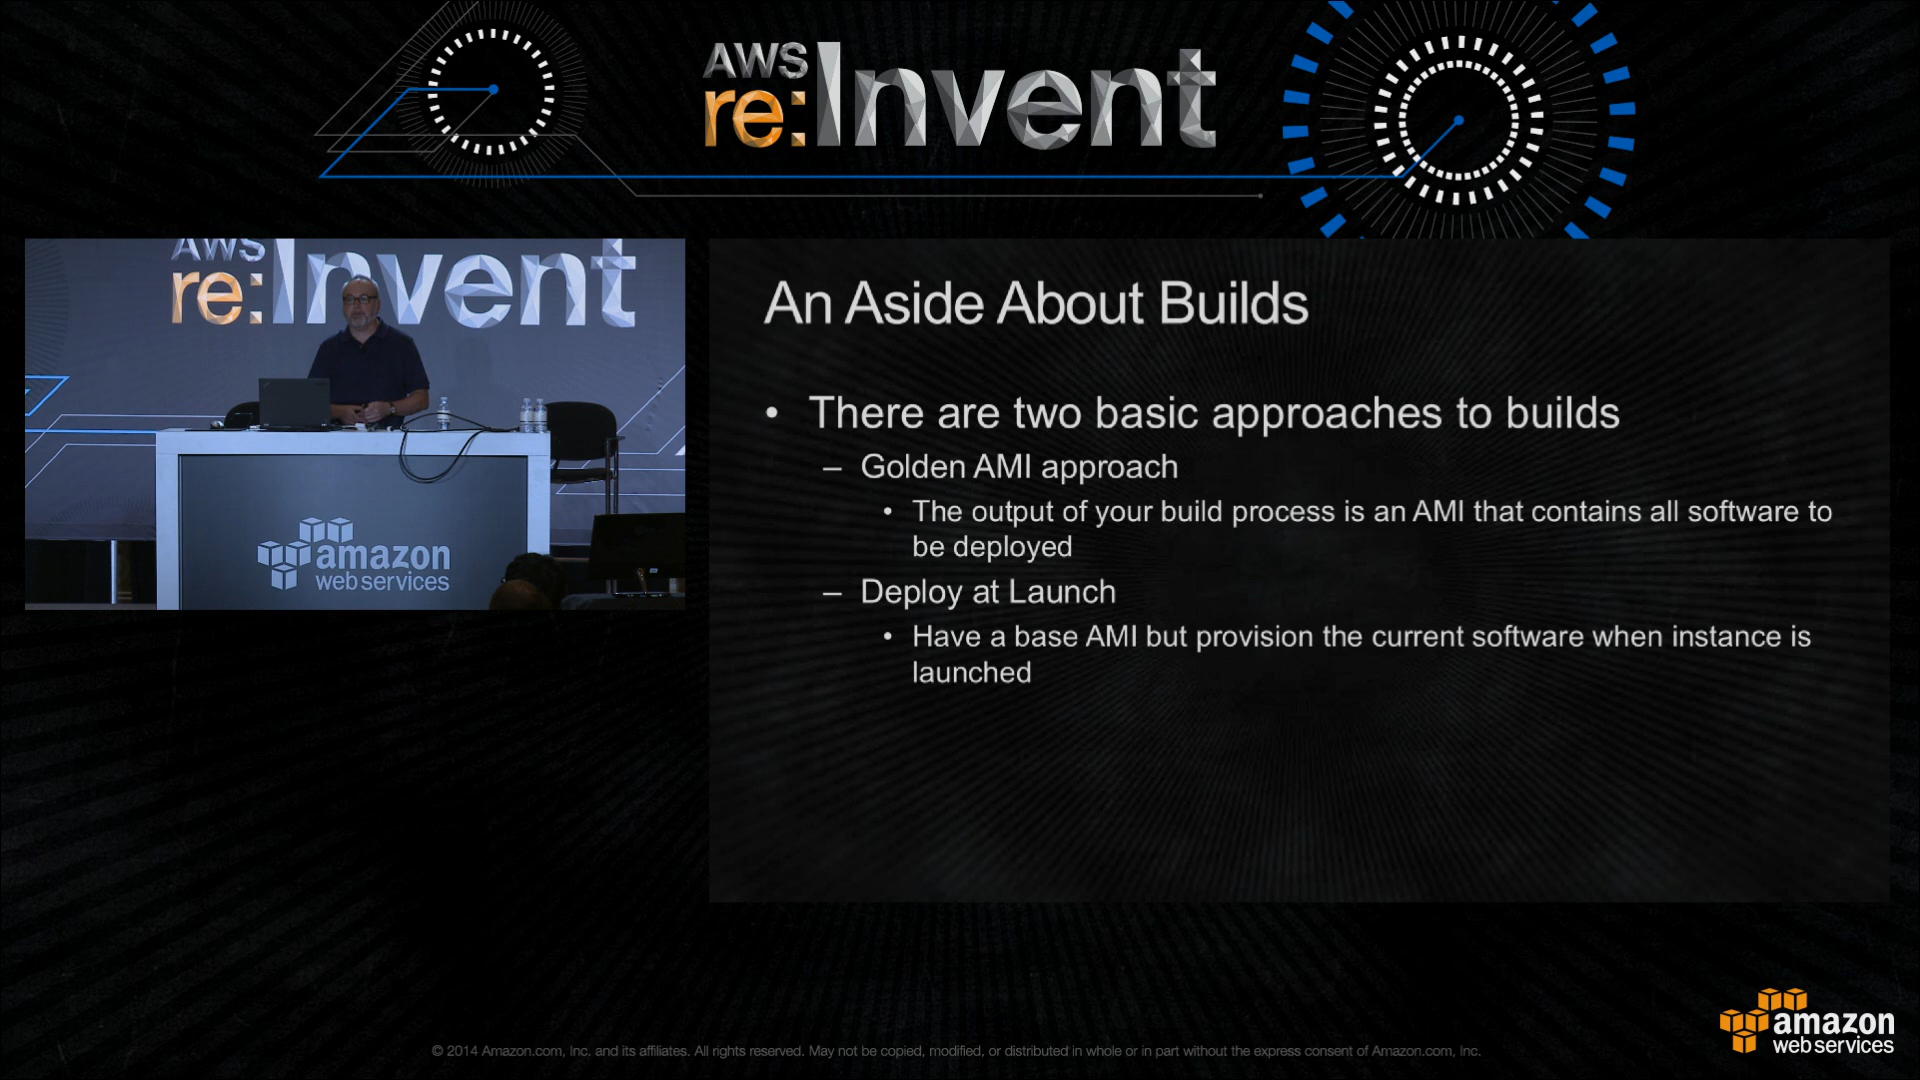 AWS
re:Invent
AWS
re:Invent
amazon
web services
An Aside About Builds
• There are two basic approaches to builds
– Golden AMI approach
• The output of your build process is an AMI that contains all software to
be deployed
– Deploy at Launch
• Have a base AMI but provision the current software when instance is
launched
amazon
web services
© 2014 Amazon.com, Inc. and its affiliates. All rights reserved. May not be copied, modified, or distributed in whole or in part without the express consent of Amazon.com, Inc.